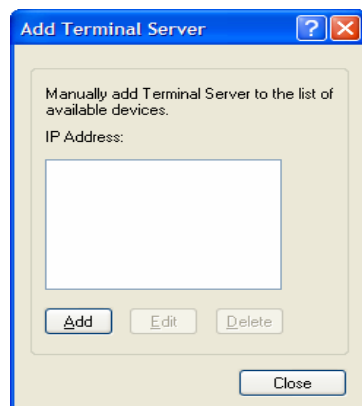 Add Terminal Server
Manually add Terminal Server to the list of
available devices.
IP Address:
Add Edit Delete
Close